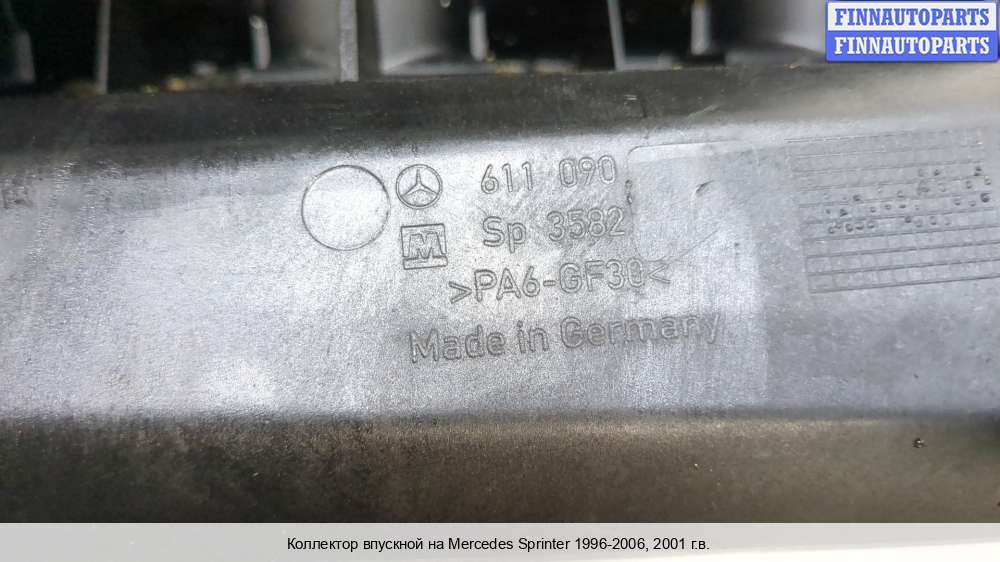 FINNAUTOPARTS
FINNAUTOPARTS
611 090
M
Sp 3582
>PA6-GF30<
Made in Germany
Коллектор впускной на Mercedes Sprinter 1996-2006, 2001 г.в.